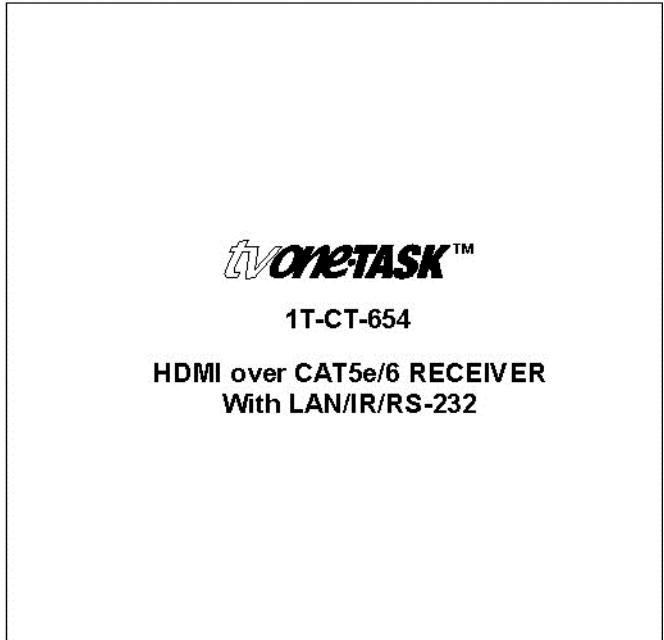 tvone-TASK™
1T-CT-654
HDMI over CAT5e/6 RECEIVER
With LAN/IR/RS-232